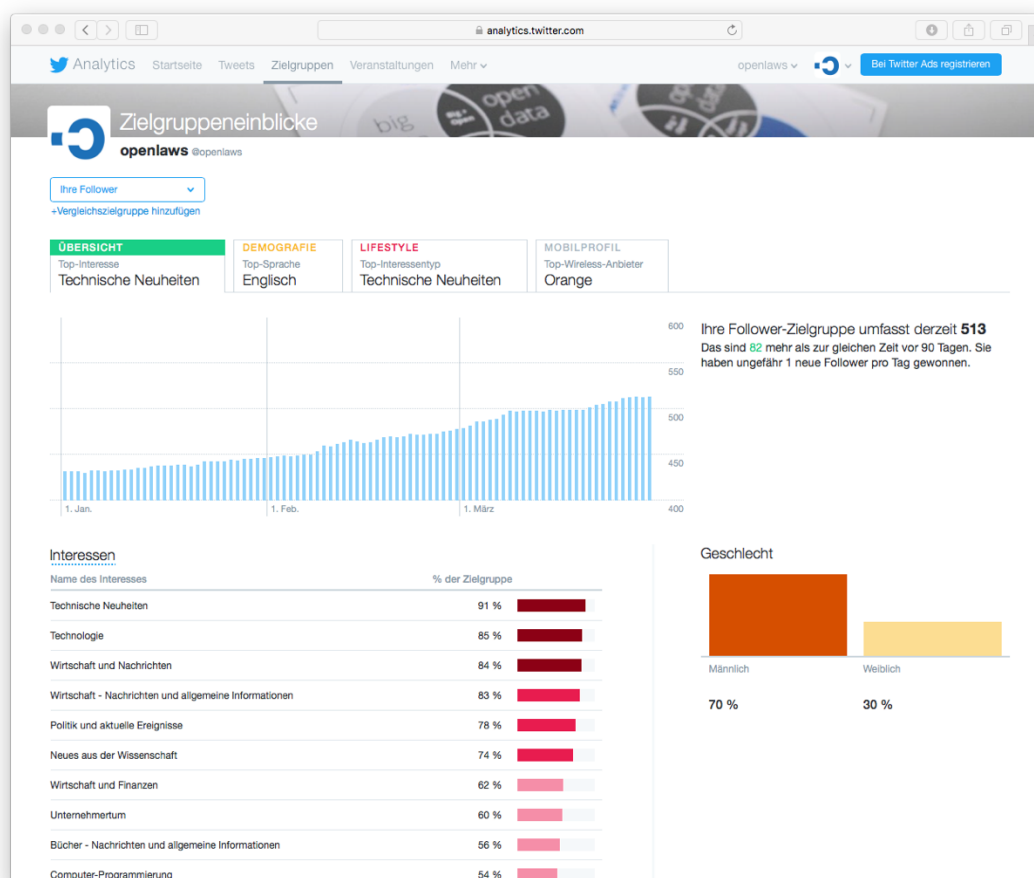 analytics.twitter.com
Analytics Startseite Tweets Zielgruppen Veranstaltungen Mehr openlaws Bei Twitter Ads registrieren
big open data
big + open
Zielgruppeneinblicke
openlaws @openlaws
Ihre Follower
+Vergleichszielgruppe hinzufügen
ÜBERSICHT DEMOGRAFIE LIFESTYLE MOBILPROFIL
Top-Interesse Top-Sprache Top-Interessentyp Top-Wireless-Anbieter
Technische Neuheiten Englisch Technische Neuheiten Orange
600
Ihre Follower-Zielgruppe umfasst derzeit 513
Das sind 82 mehr als zur gleichen Zeit vor 90 Tagen. Sie
haben ungefähr 1 neue Follower pro Tag gewonnen.
550
500
450
400
1. Jan. 1. Feb. 1. März
Interessen
Name des Interesses % der Zielgruppe
Technische Neuheiten 91 %
Technologie 85 %
Wirtschaft und Nachrichten 84 %
Wirtschaft - Nachrichten und allgemeine Informationen 83 %
Politik und aktuelle Ereignisse 78 %
Neues aus der Wissenschaft 74 %
Wirtschaft und Finanzen 62 %
Unternehmertum 60 %
Bücher - Nachrichten und allgemeine Informationen 56 %
Computer-Programmierung 54 %
Geschlecht
Männlich Weiblich
70 % 30 %